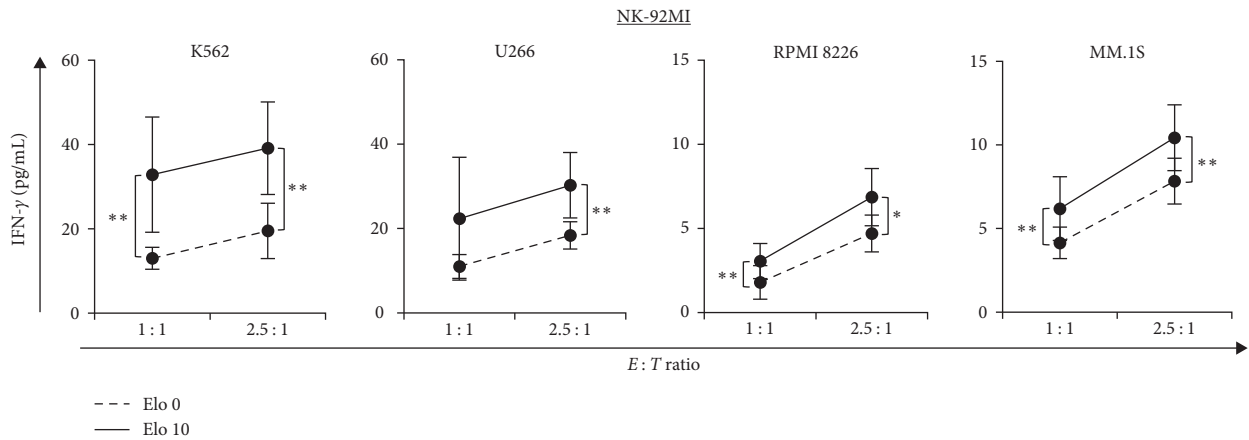 NK-92MI
K562
U266
RPMI 8226
MM.1S
IFN-γ (pg/mL)
60
40
20
0
**
**
1 : 1
2.5 : 1
60
40
20
0
**
1 : 1
2.5 : 1
15
10
5
0
**
*
1 : 1
2.5 : 1
15
10
5
0
**
**
1 : 1
2.5 : 1
E : T ratio
Elo 0
Elo 10